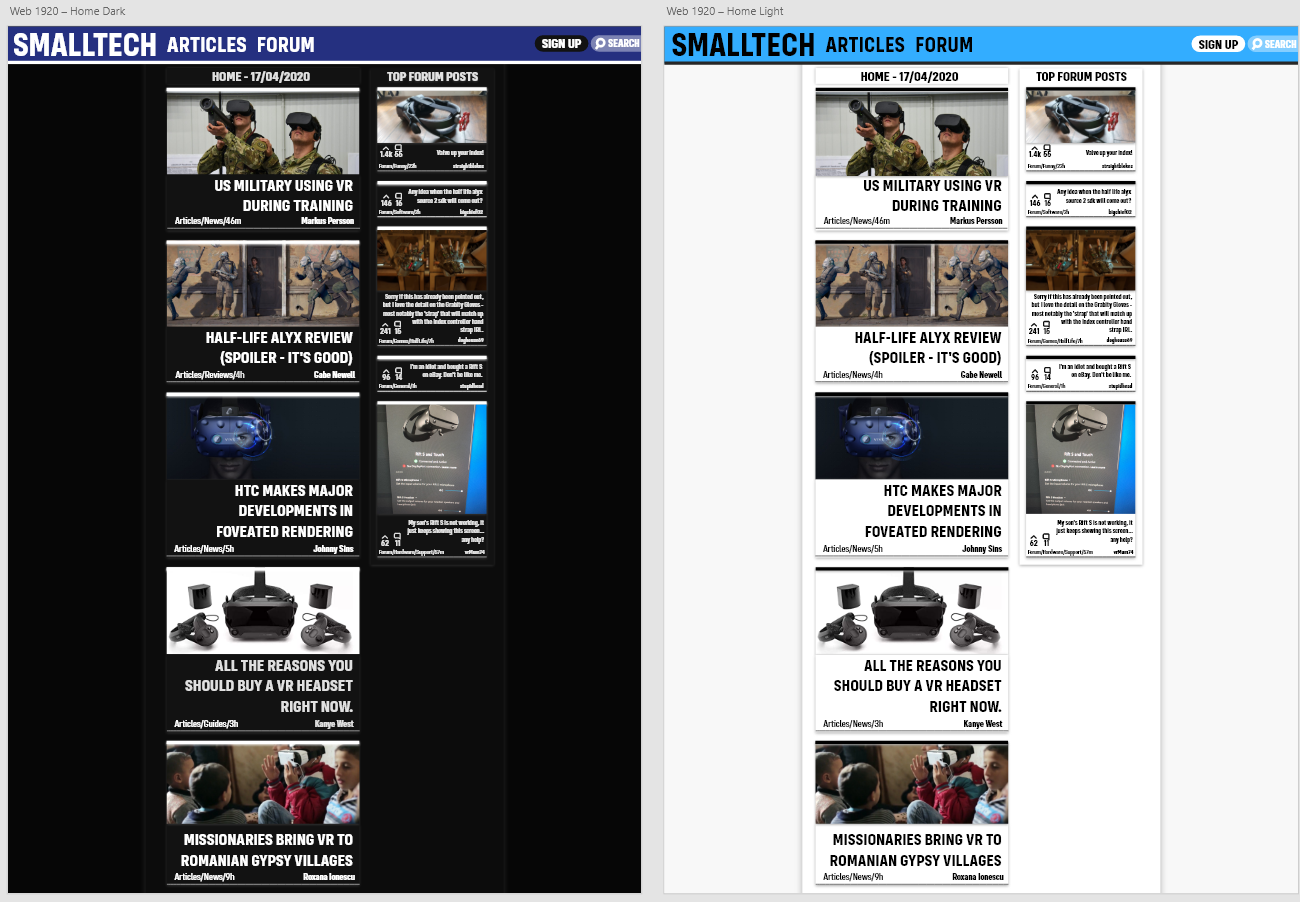 Web 1920 – Home Dark
SMALLTECH ARTICLES FORUM
SIGN UP SEARCH
HOME - 17/04/2020
US MILITARY USING VR
DURING TRAINING
Articles/News/46m Markus Persson
HALF-LIFE ALYX REVIEW
(SPOILER - IT'S GOOD)
Articles/Reviews/4h Gabe Newell
HTC MAKES MAJOR
DEVELOPMENTS IN
FOVEATED RENDERING
Articles/News/5h Johnny Sins
ALL THE REASONS YOU
SHOULD BUY A VR HEADSET
RIGHT NOW.
Articles/Guides/3h Kanye West
MISSIONARIES BRING VR TO
ROMANIAN GYPSY VILLAGES
Articles/News/9h Roxana Ionescu
TOP FORUM POSTS
1.4k 55
Valve up your index!
Forum/Funny/22h
Any idea when the half life alyx
source 2 sdk will come out?
146 16
Forum/Software/2h
Sorry if this has already been pointed out,
but I love the detail on the Grabity Gloves -
most notably the 'strap' that will match up
with the index controller hand
strap IRL.
241 15
Forum/Games/HalfLife/7h
I'm an idiot and bought a Rift S
on eBay. Don't be like me.
96 14
Forum/General/1h stupidhead
Rift S and Touch
My son's Rift S is not working, it
just keeps showing this screen...
any help?
62 11
Forum/Hardware/Support/57m vrMum74
Web 1920 – Home Light
SMALLTECH ARTICLES FORUM
SIGN UP SEARCH
HOME - 17/04/2020
US MILITARY USING VR
DURING TRAINING
Articles/News/46m Markus Persson
HALF-LIFE ALYX REVIEW
(SPOILER - IT'S GOOD)
Articles/News/4h Gabe Newell
HTC MAKES MAJOR
DEVELOPMENTS IN
FOVEATED RENDERING
Articles/News/5h Johnny Sins
ALL THE REASONS YOU
SHOULD BUY A VR HEADSET
RIGHT NOW.
Articles/News/3h Kanye West
MISSIONARIES BRING VR TO
ROMANIAN GYPSY VILLAGES
Articles/News/9h Roxana Ionescu
TOP FORUM POSTS
1.4k 55
Valve up your index!
Forum/Funny/22h
Any idea when the half life alyx
source 2 sdk will come out?
146 16
Forum/Software/2h
Sorry if this has already been pointed out,
but I love the detail on the Grabity Gloves -
most notably the 'strap' that will match up
with the index controller hand
strap IRL.
241 15
Forum/Games/HalfLife/7h
I'm an idiot and bought a Rift S
on eBay. Don't be like me.
96 14
Forum/General/1h stupidhead
Rift S and Touch
My son's Rift S is not working, it
just keeps showing this screen...
any help?
62 11
Forum/Hardware/Support/57m vrMum74